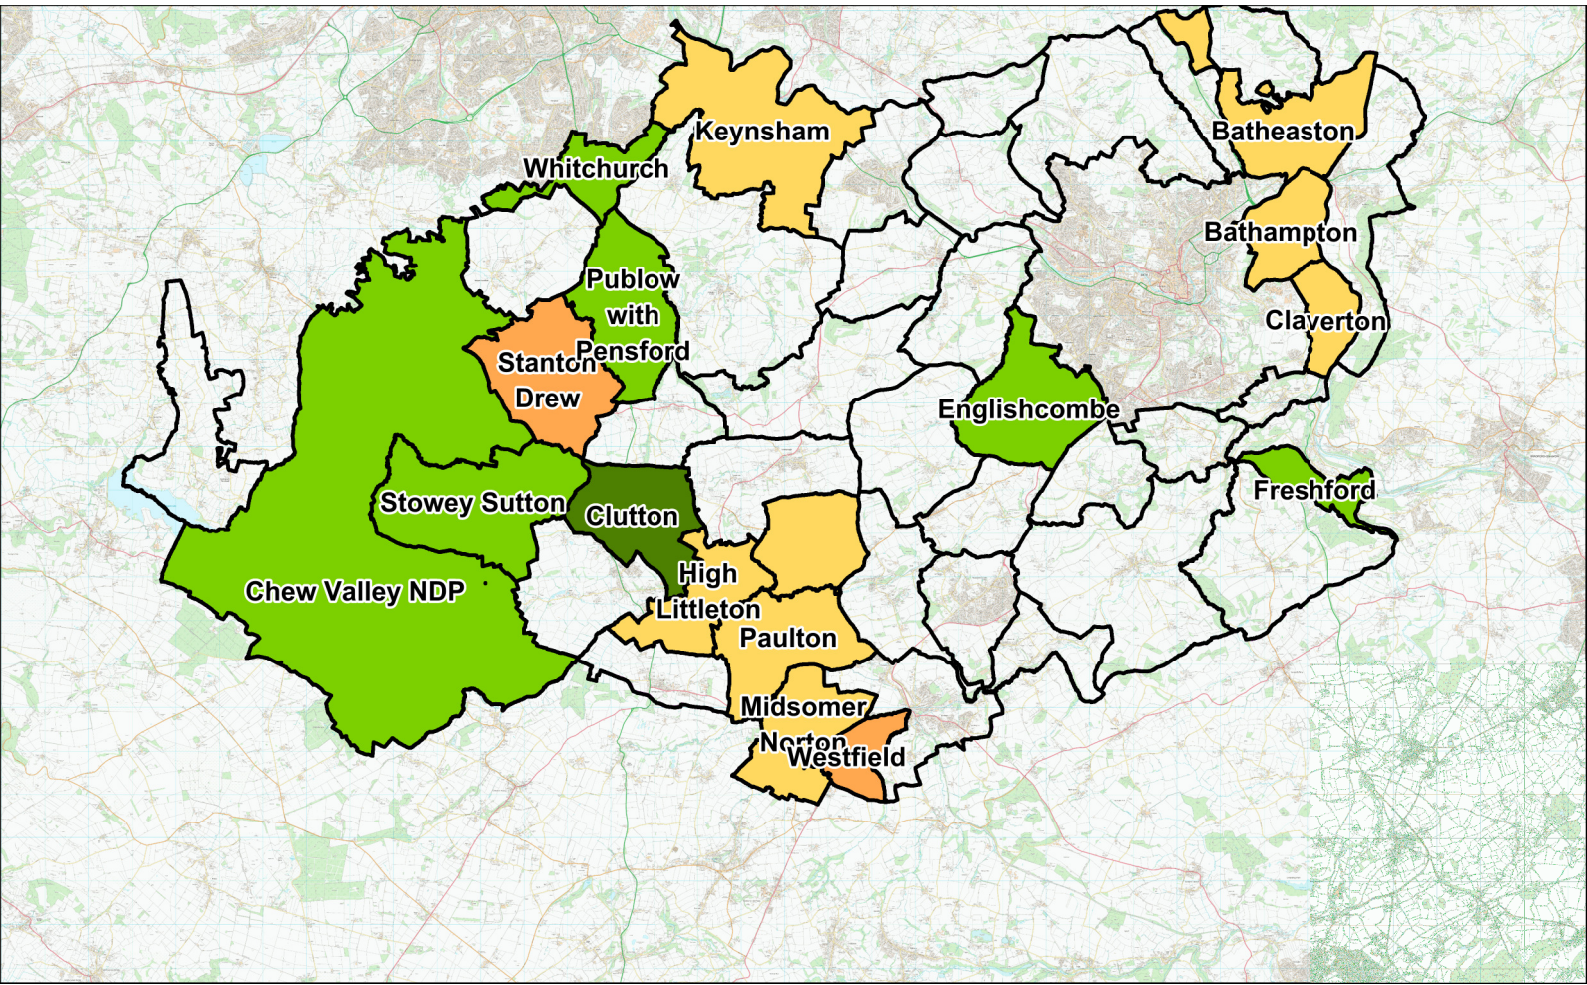 Keynsham
Batheaston
Whitchurch
Bathampton
Publow
with
Pensford
Claverton
Stanton
Drew
Englishcombe
Stowey Sutton
Clutton
Freshford
High
Littleton
Chew Valley NDP
Paulton
Midsomer
Norton
Westfield